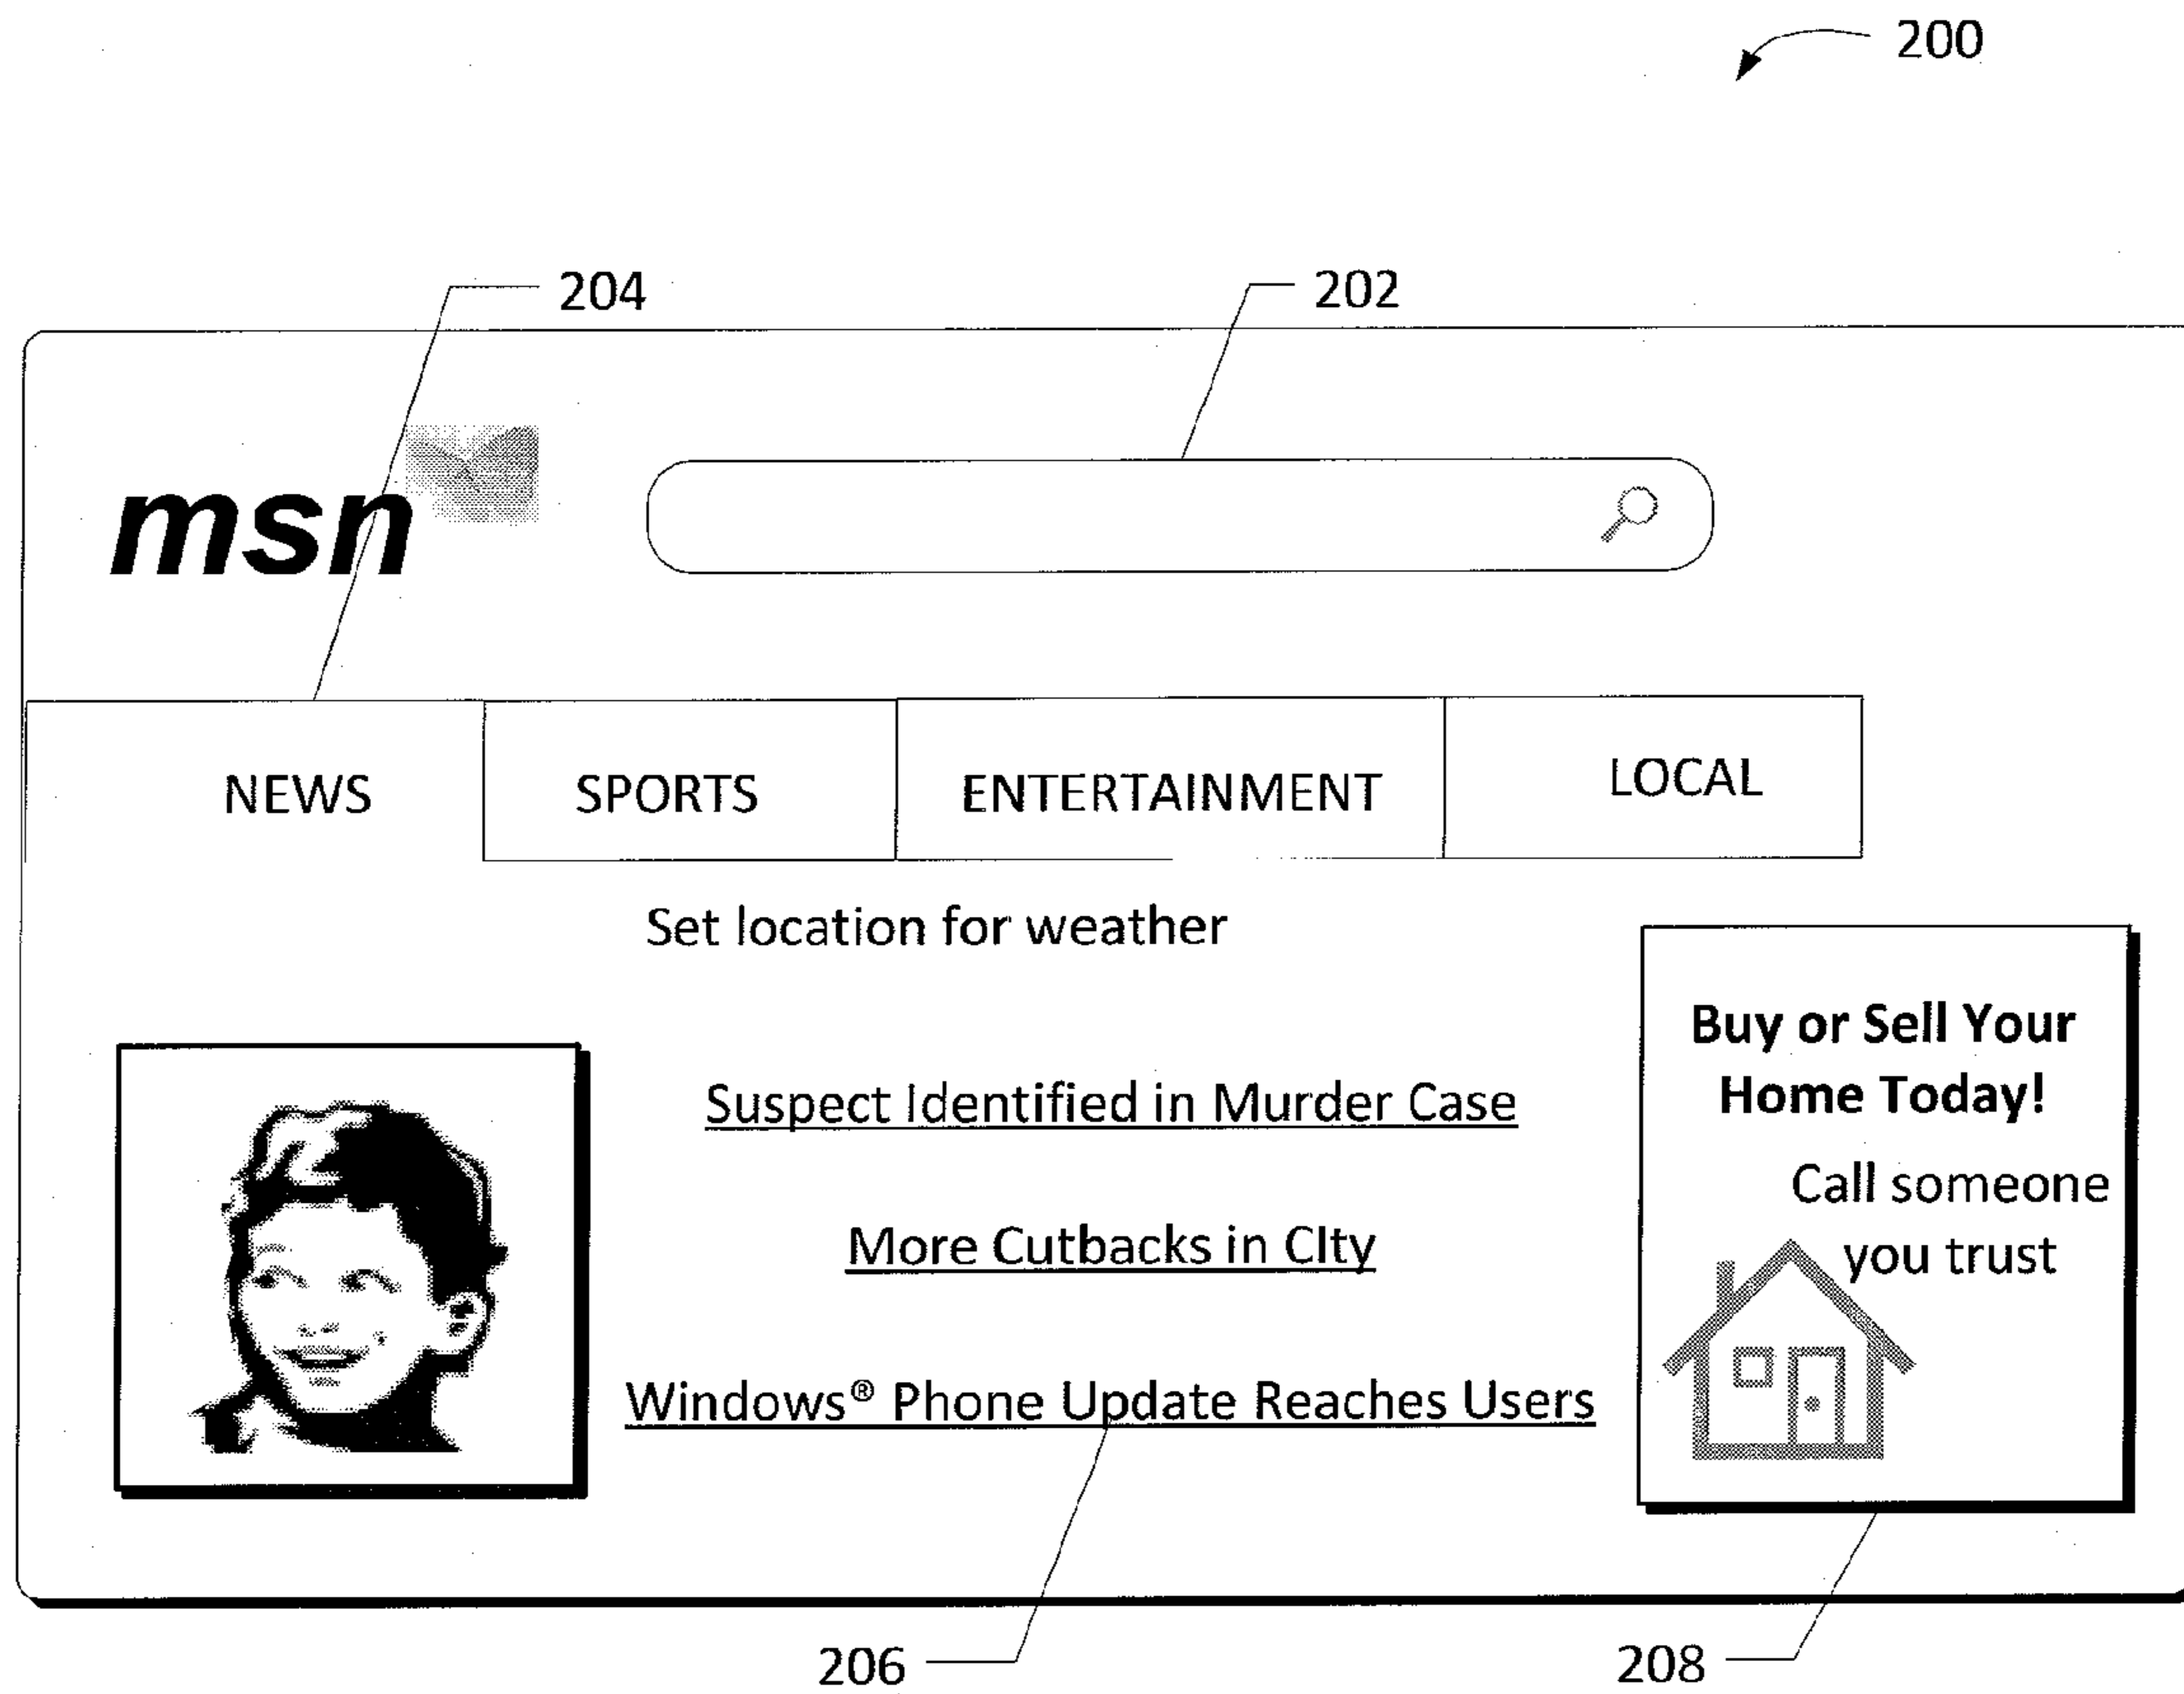 200
204
202
msn
NEWS SPORTS ENTERTAINMENT LOCAL
Set location for weather
Suspect Identified in Murder Case
More Cutbacks in CIty
Windows® Phone Update Reaches Users
Buy or Sell Your
Home Today!
Call someone
you trust
206
208